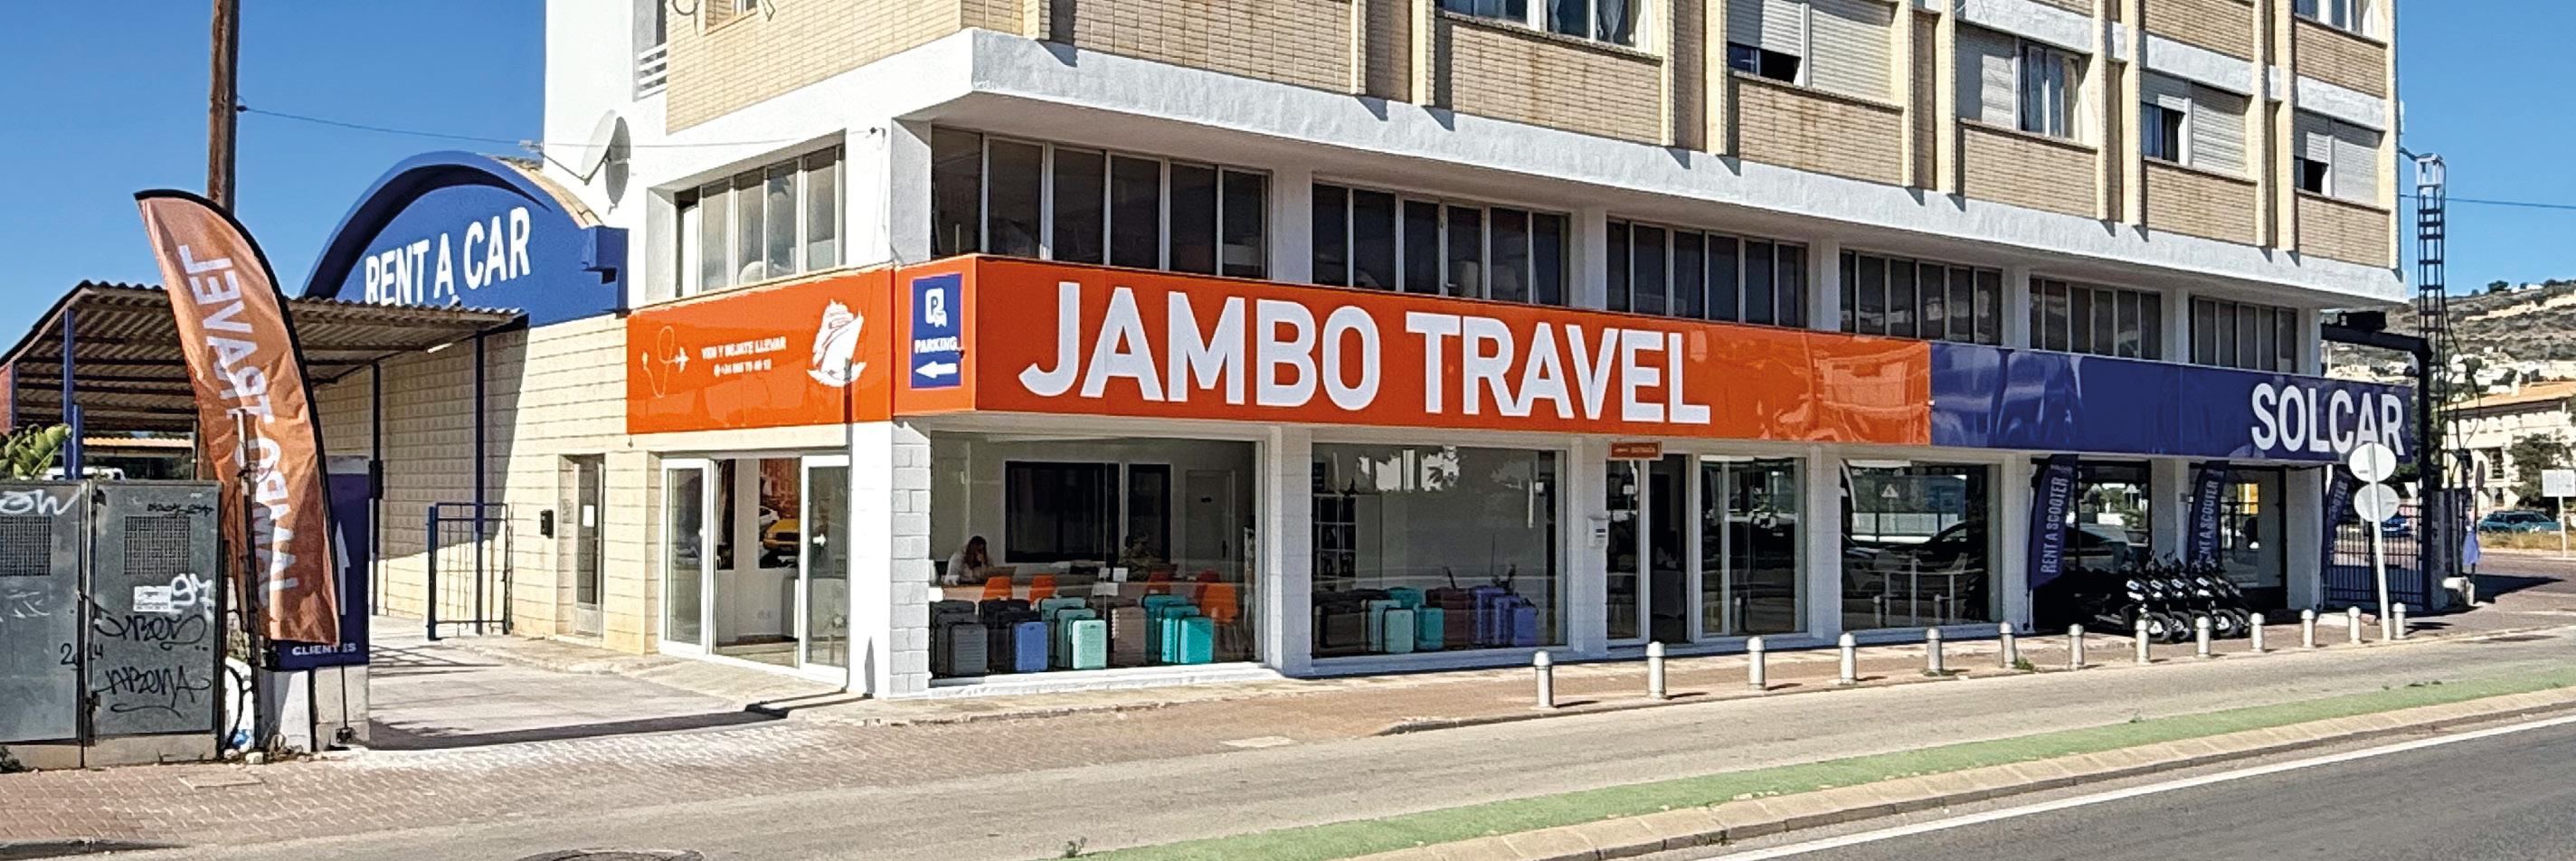 RENT A CAR
JAMBO TRAVEL
VEN Y DEJATE LLEVAR
P
PARKING
JAMBO TRAVEL
SOLCAR
RENT A SCOOTER
RENT A SCOOTER
CLIENTES